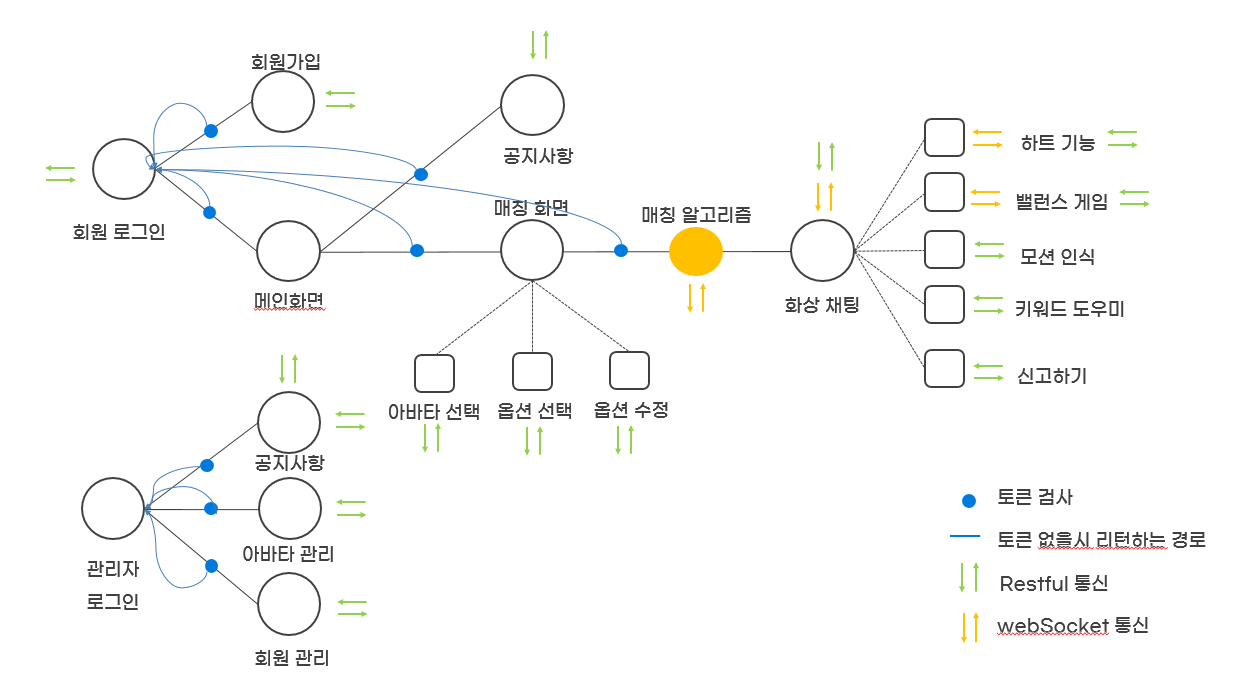 회원가입
공지사항
회원 로그인
메인화면
매칭 화면
매칭 알고리즘
화상 채팅
하트 기능
밸런스 게임
모션 인식
키워드 도우미
신고하기
아바타 선택
옵션 선택
옵션 수정
공지사항
아바타 관리
관리자
로그인
회원 관리
토큰 검사
토큰 없을시 리턴하는 경로
Restful 통신
webSocket 통신